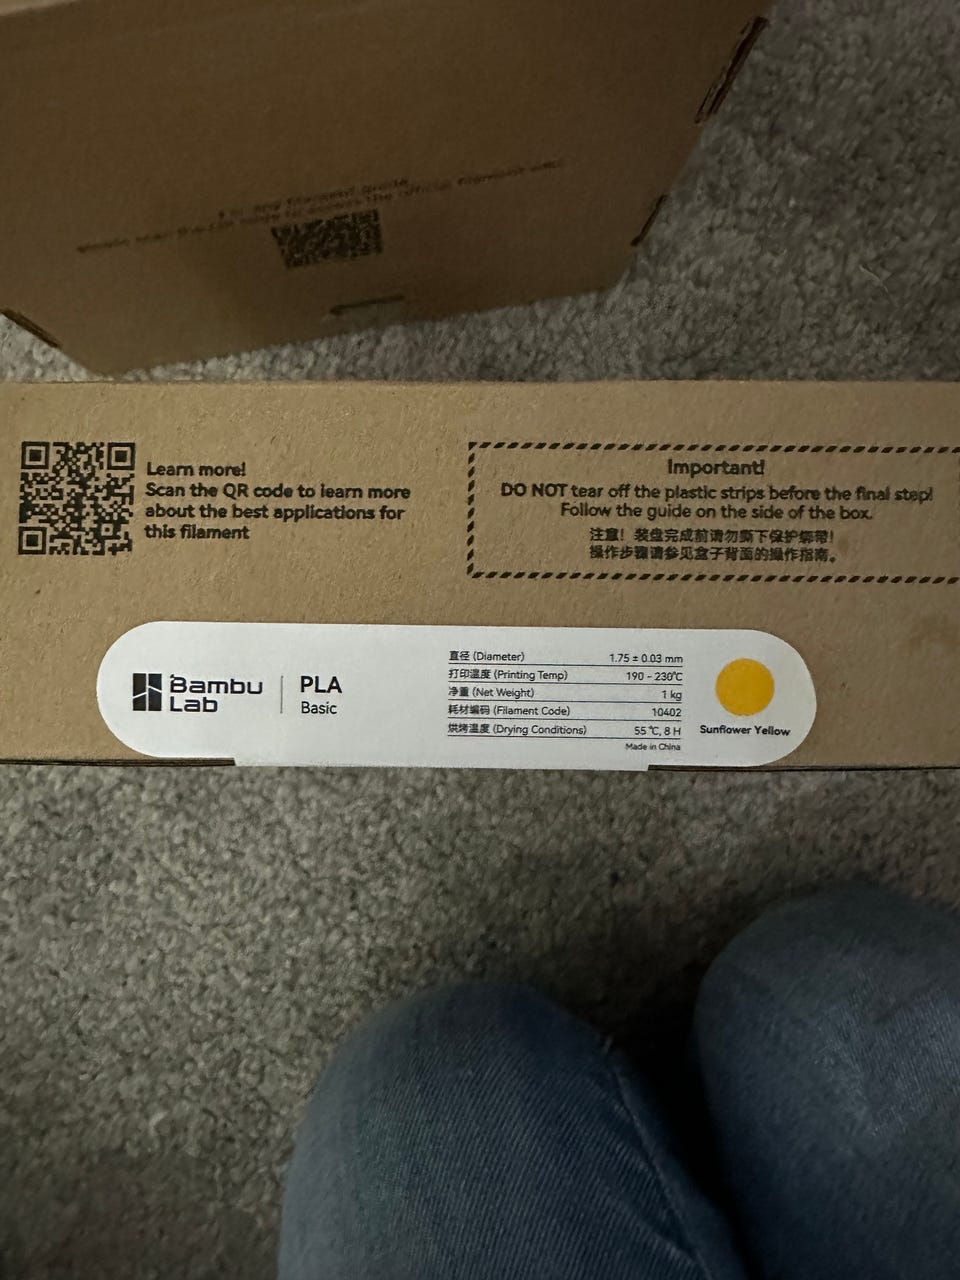 Learn more!
Scan the QR code to learn more
about the best applications for
this filament
Important!
DO NOT tear off the plastic strips before the final step!
Follow the guide on the side of the box.
注意！装盘完成前请勿撕下保护绑带！
操作步骤请参见盒子背面的操作指南。
Bambu
Lab
PLA
Basic
直径 (Diameter) 1.75 ± 0.03 mm
打印温度 (Printing Temp) 190 - 230℃
净重 (Net Weight) 1 kg
耗材编码 (Filament Code) 10402
烘烤温度 (Drying Conditions) 55 ℃, 8 H
Made in China
Sunflower Yellow